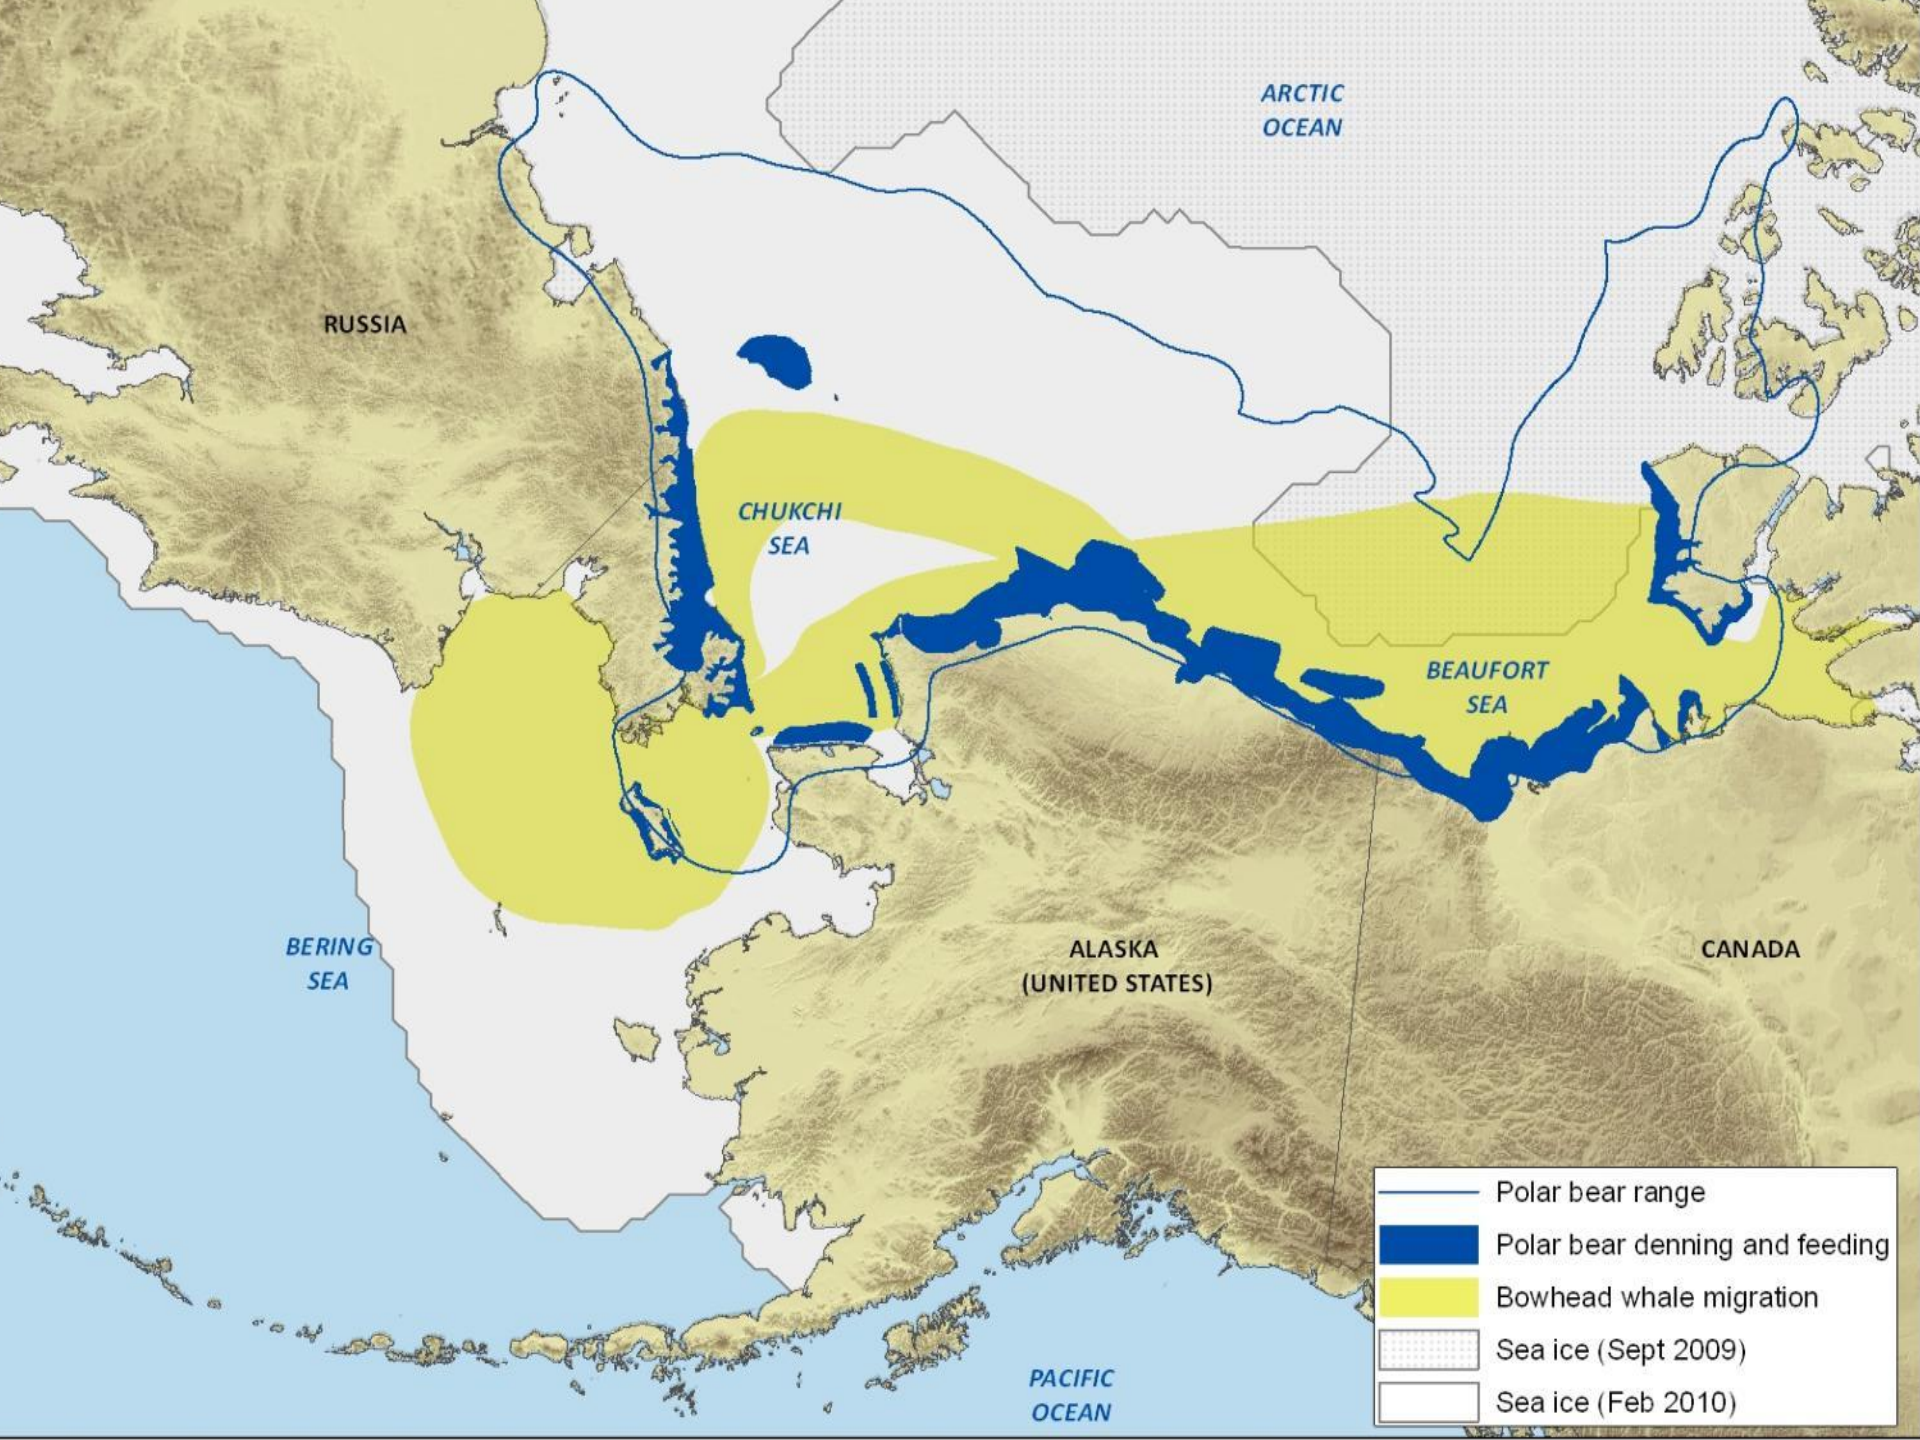 ARCTIC
OCEAN
RUSSIA
CHUKCHI
SEA
BEAUFORT
SEA
BERING
SEA
ALASKA
(UNITED STATES)
CANADA
PACIFIC
OCEAN
Polar bear range
Polar bear denning and feeding
Bowhead whale migration
Sea ice (Sept 2009)
Sea ice (Feb 2010)